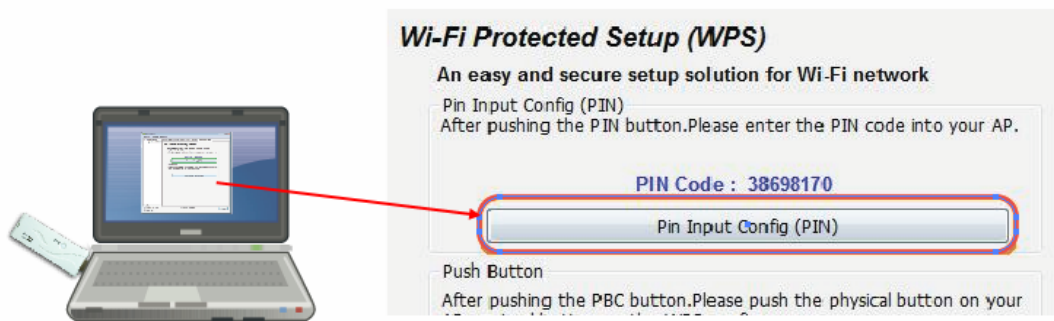 Wi-Fi Protected Setup (WPS)
An easy and secure setup solution for Wi-Fi network
Pin Input Config (PIN)
After pushing the PIN button.Please enter the PIN code into your AP.
PIN Code : 38698170
Pin Input Config (PIN)
Push Button
After pushing the PBC button.Please push the physical button on your